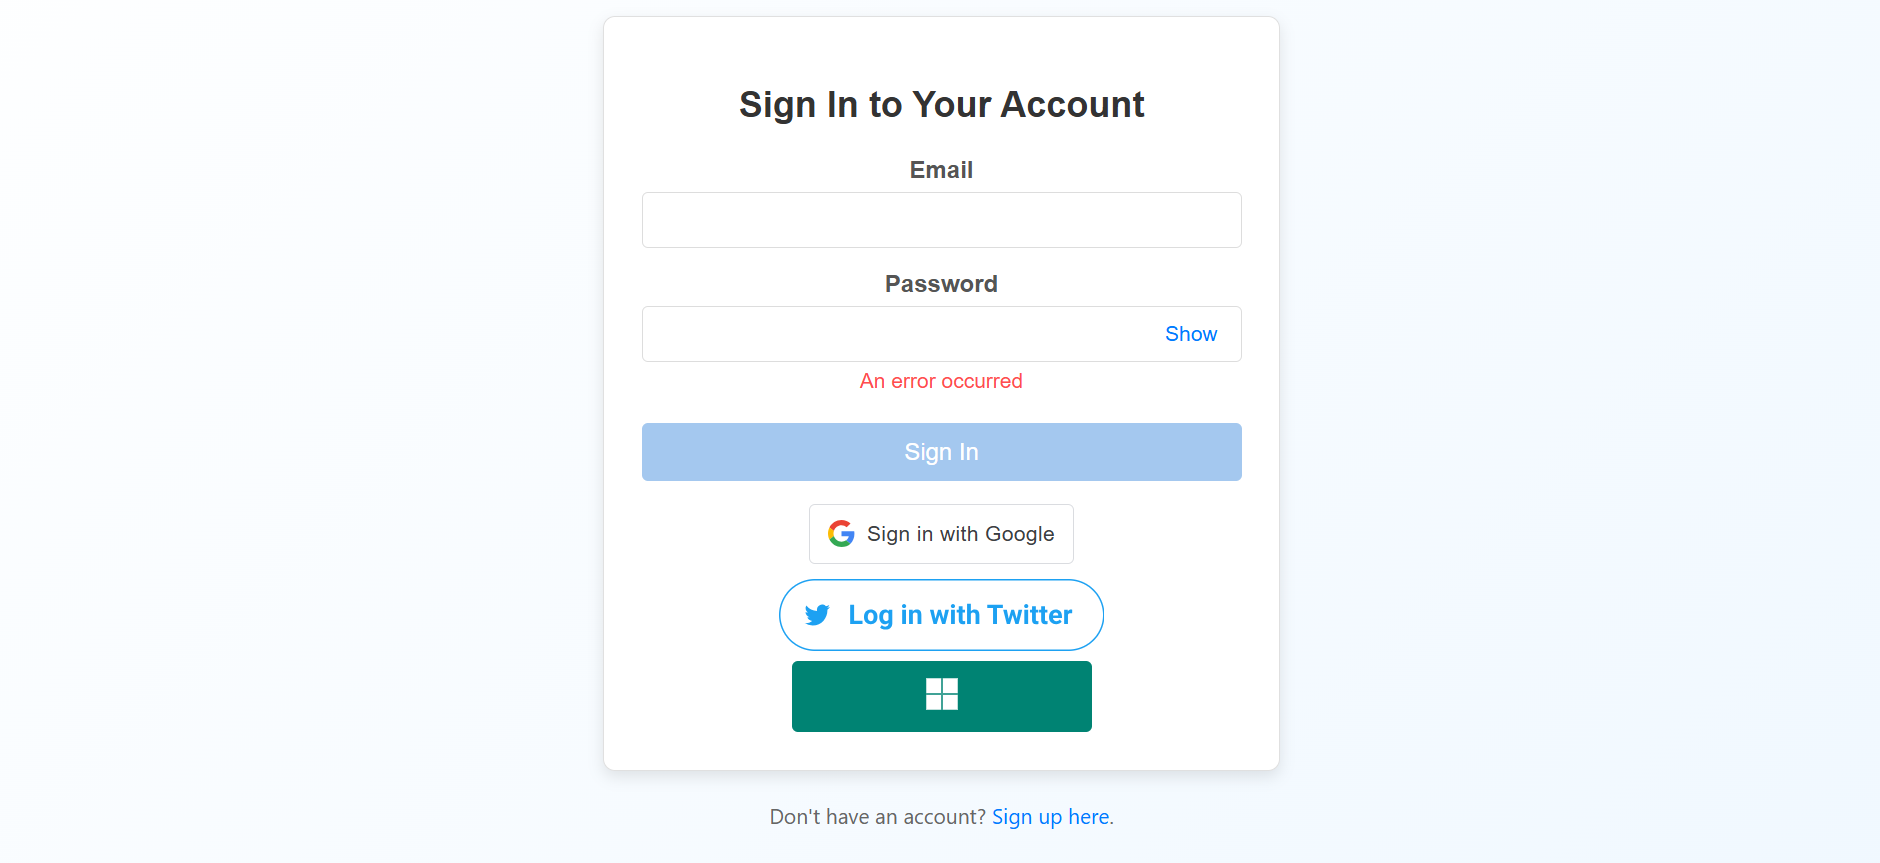 Sign In to Your Account
Email
Password
Show
An error occurred
Sign In
Sign in with Google
Log in with Twitter
Don't have an account? Sign up here.